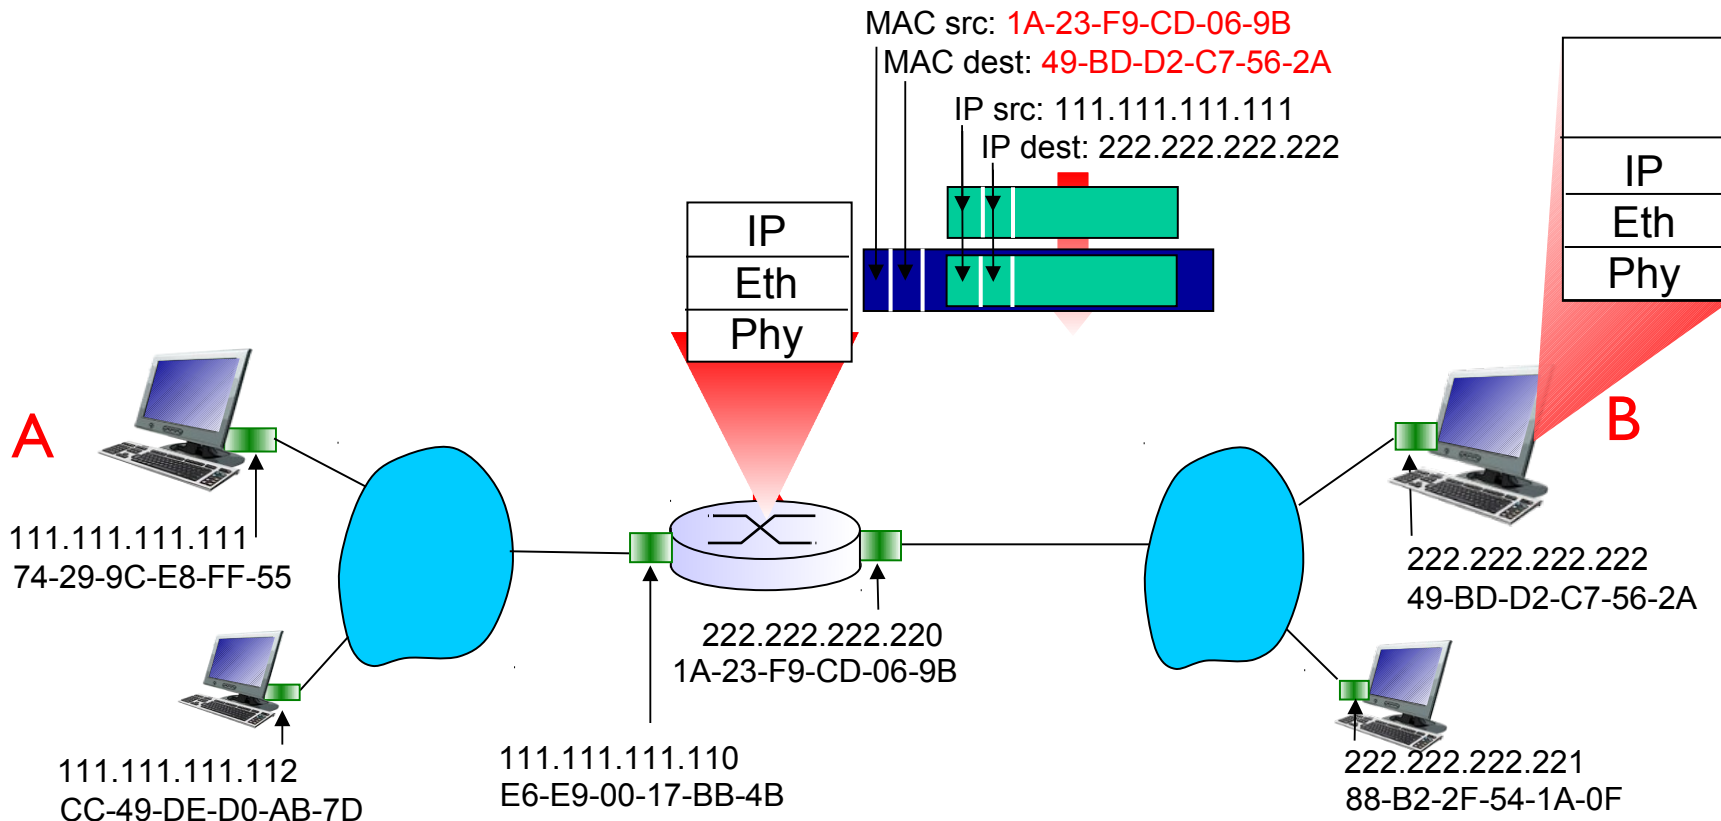 MAC src: 1A-23-F9-CD-06-9B
MAC dest: 49-BD-D2-C7-56-2A
IP src: 111.111.111.111
IP dest: 222.222.222.222
IP
Eth
Phy
IP
Eth
Phy
A
B
111.111.111.111
74-29-9C-E8-FF-55
222.222.222.222
49-BD-D2-C7-56-2A
222.222.222.220
1A-23-F9-CD-06-9B
111.111.111.112
CC-49-DE-D0-AB-7D
111.111.111.110
E6-E9-00-17-BB-4B
222.222.222.221
88-B2-2F-54-1A-0F